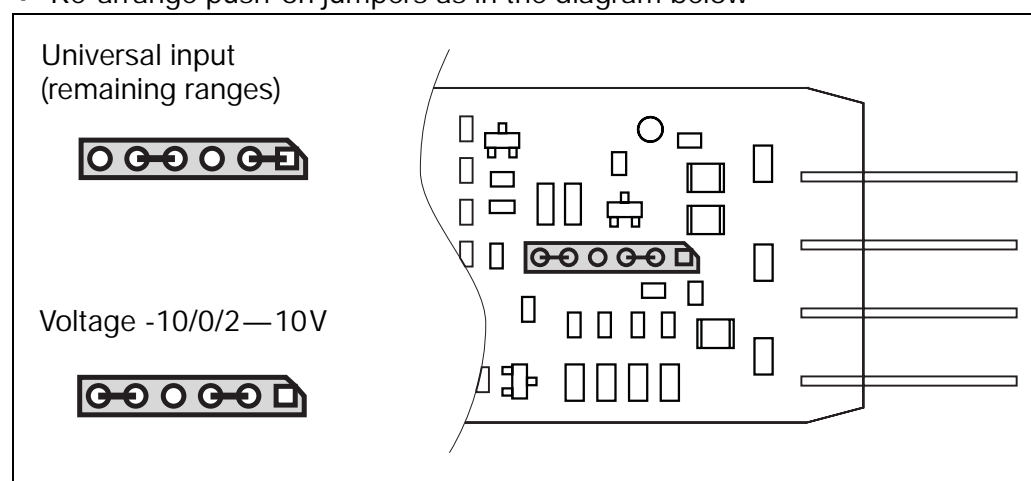 • Re-arrange push-on jumpers as in the diagram below
Universal input
(remaining ranges)
Voltage -10/0/2—10V